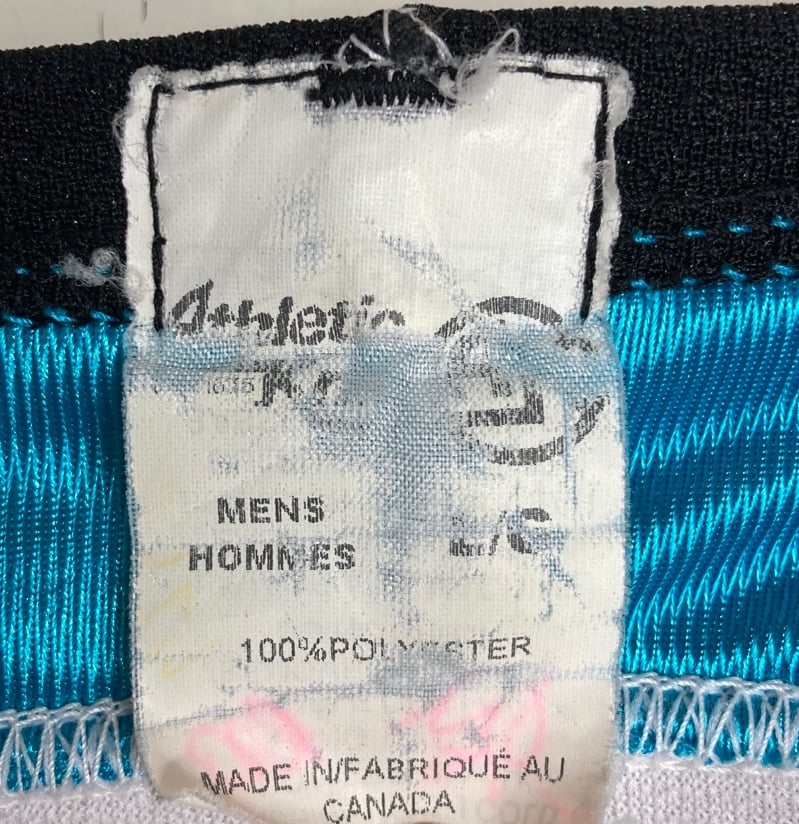 Athletic
MENS
HOMMES
100%POLYESTER
MADE IN/FABRIQUÉ AU
CANADA